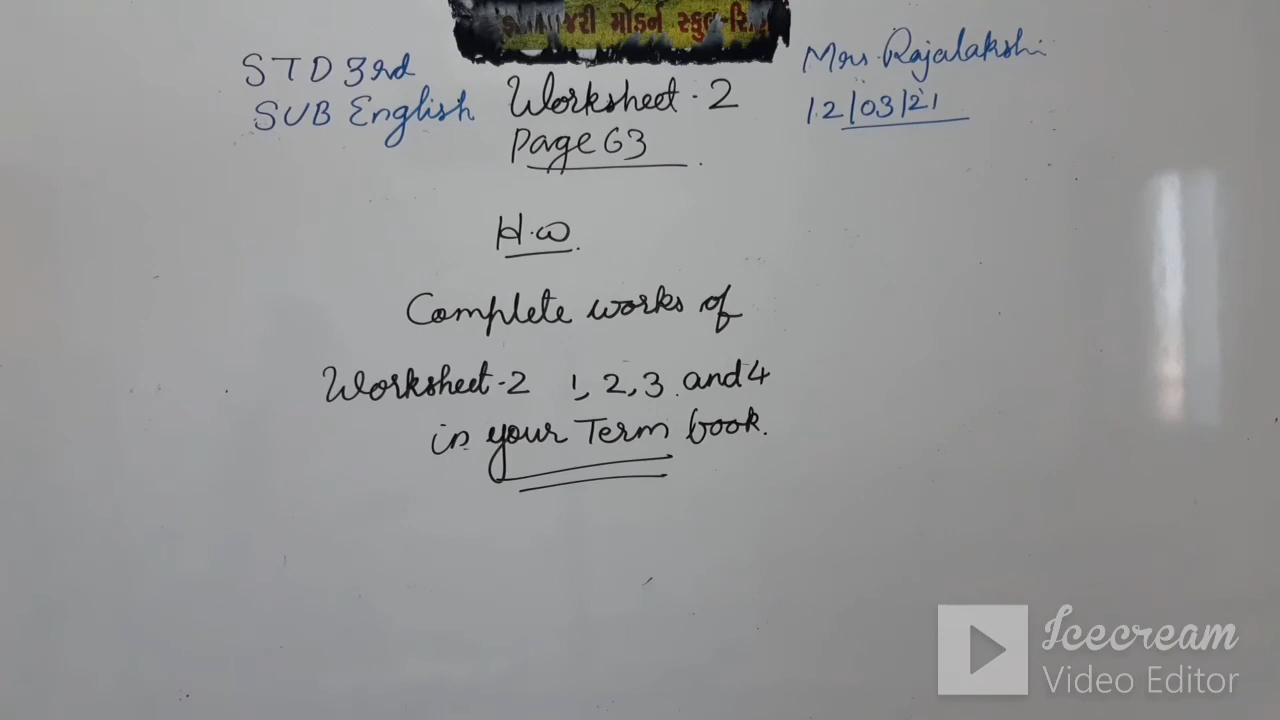 મોડર્ન સ્કુલ
STD 3rd
SUB English
Worksheet - 2
Page 63
Mrs. Rajalakshi
12/03/21
H.W.
Complete works of
Worksheet - 2 1, 2, 3 and 4
in your Term book.
Icecream
Video Editor